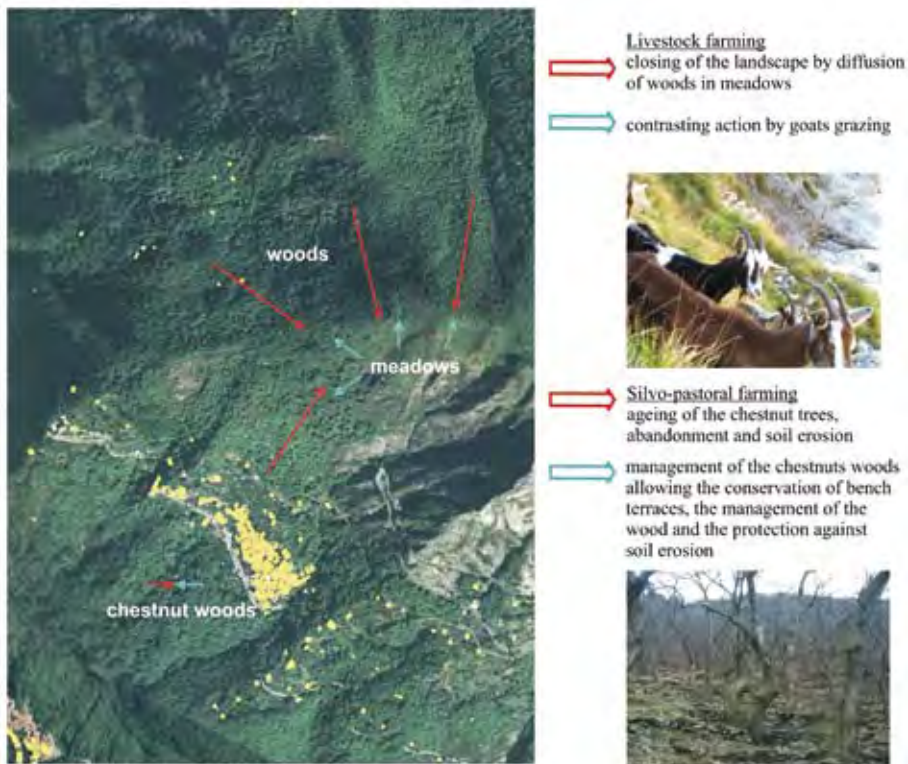 Livestock farming
closing of the landscape by diffusion
of woods in meadows
contrasting action by goats grazing
woods
meadows
Silvo-pastoral farming
ageing of the chestnut trees,
abandonment and soil erosion
management of the chestnuts woods
allowing the conservation of bench
terraces, the management of the
wood and the protection against
soil erosion
chestnut woods